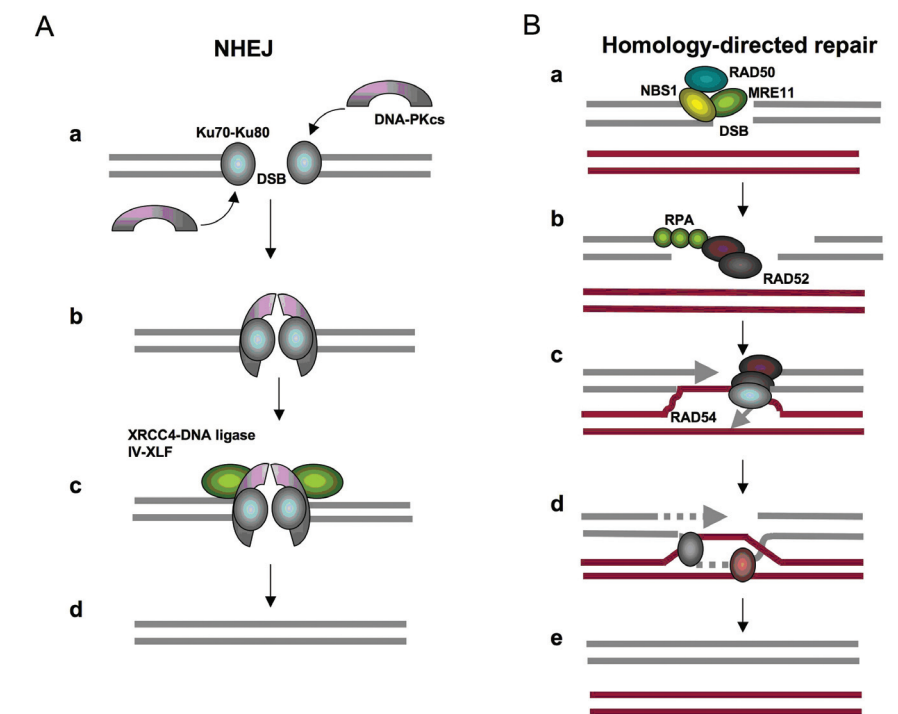 A
NHEJ
DNA-PKcs
a
Ku70-Ku80
DSB
b
XRCC4-DNA ligase
IV-XLF
c
d
B
Homology-directed repair
a
RAD50
NBS1
MRE11
DSB
b
RPA
RAD52
c
RAD54
d
e